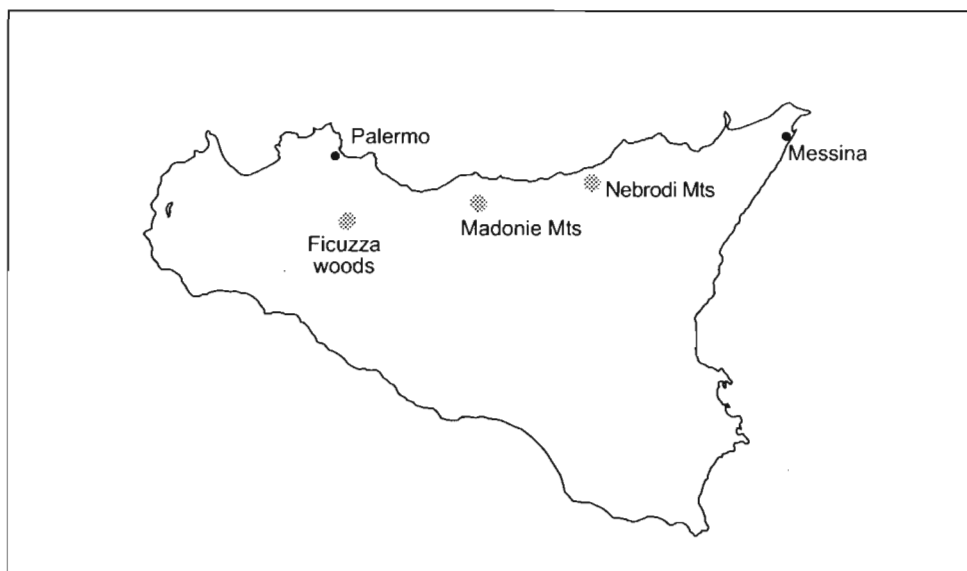 Palermo
Messina
Nebrodi Mts
Madonie Mts
Ficuzza
woods